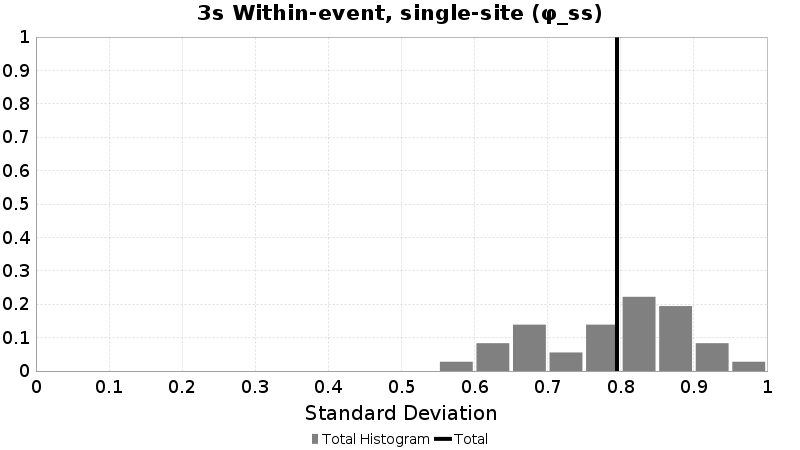 3s Within-event, single-site (φ_ss)
1
0.9
0.8
0.7
0.6
0.5
0.4
0.3
0.2
0.1
0
0 0.1 0.2 0.3 0.4 0.5 0.6 0.7 0.8 0.9 1
Standard Deviation
Total Histogram Total